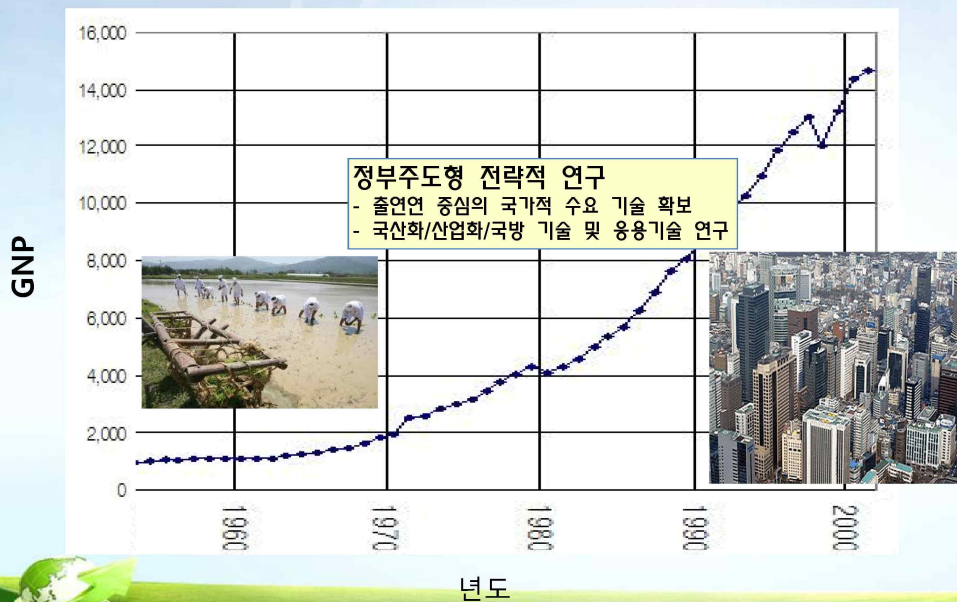 16,000
14,000
12,000
정부주도형 전략적 연구
- 출연연 중심의 국가적 수요 기술 확보
- 국산화/산업화/국방 기술 및 응용기술 연구
10,000
8,000
6,000
4,000
2,000
0
GNP
1960
1970
1980
1990
2000
년도